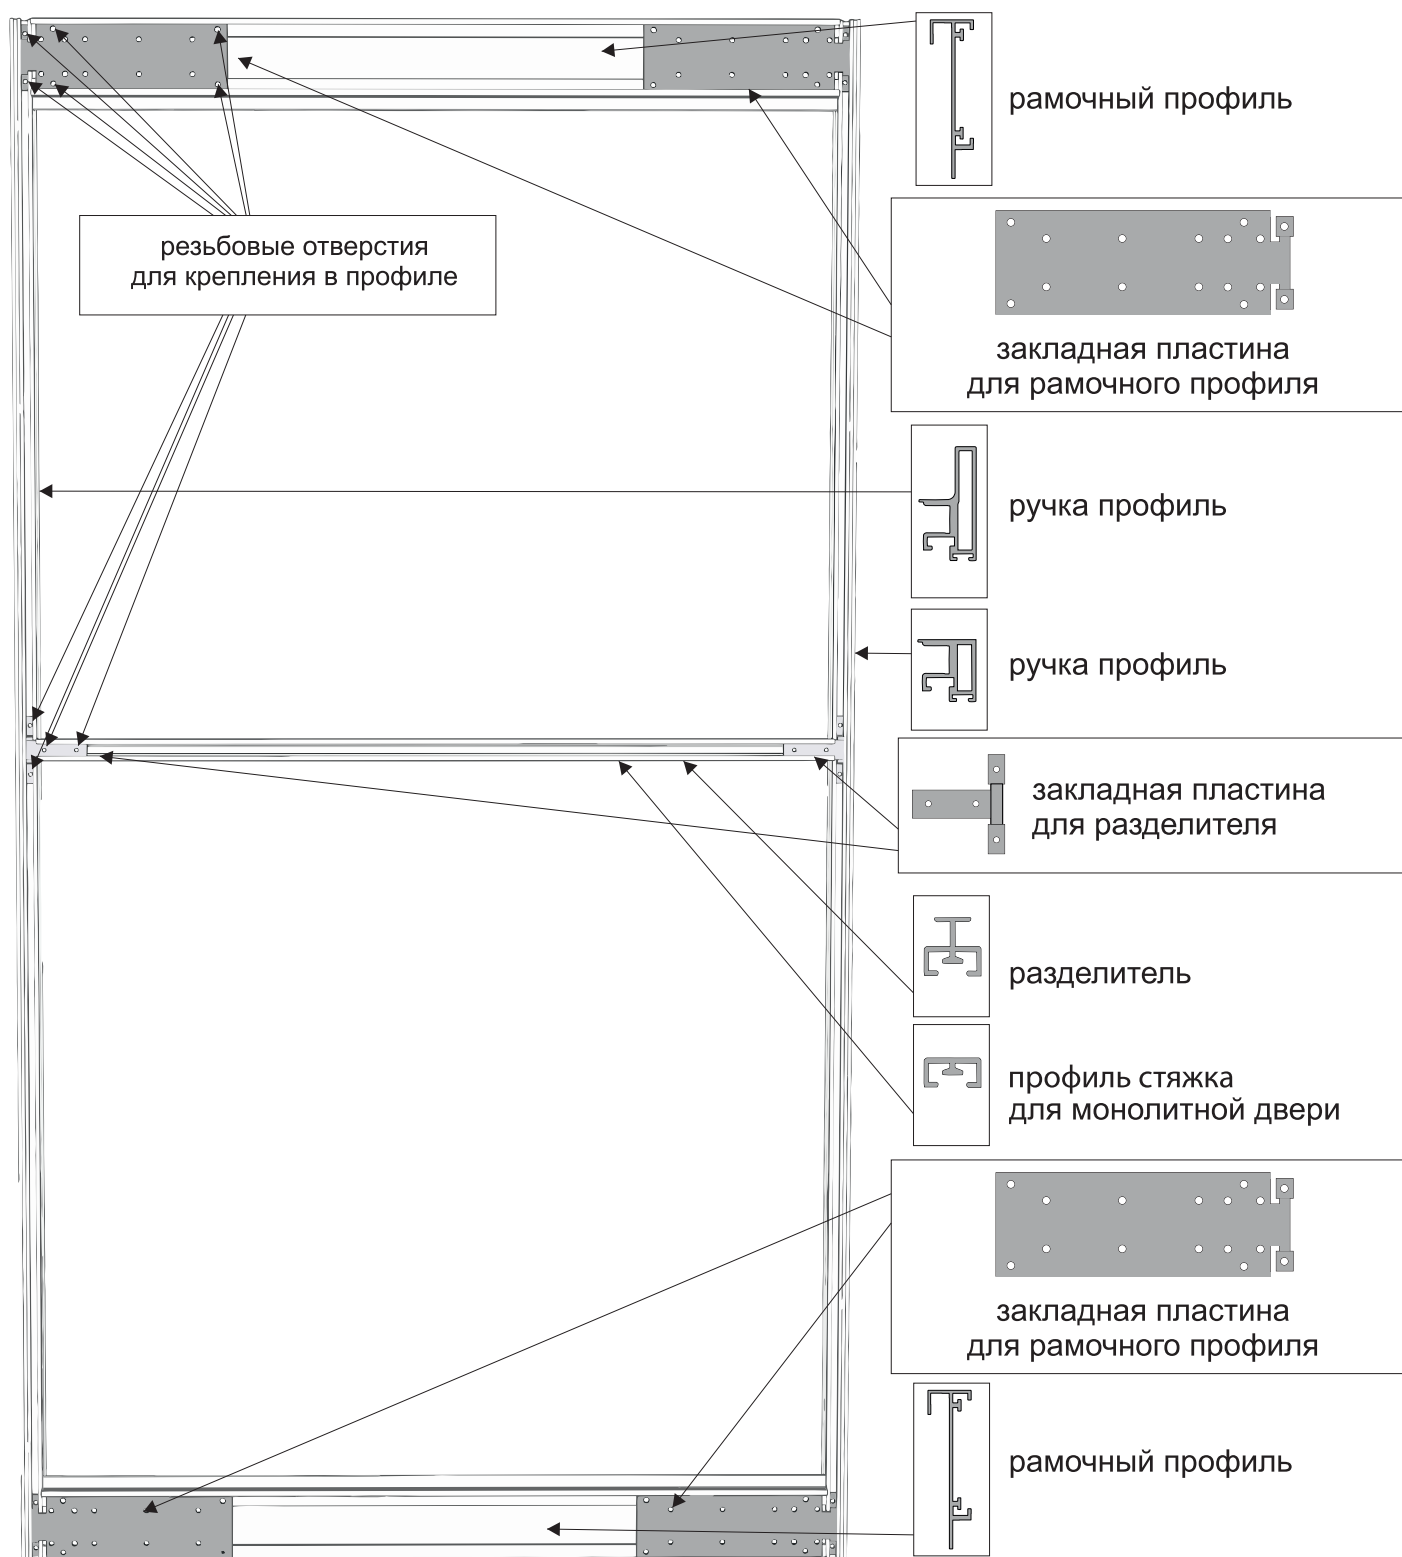 рамочный профиль
резьбовые отверстия
для крепления в профиле
закладная пластина
для рамочного профиля
ручка профиль
ручка профиль
закладная пластина
для разделителя
разделитель
профиль стяжка
для монолитной двери
закладная пластина
для рамочного профиля
рамочный профиль